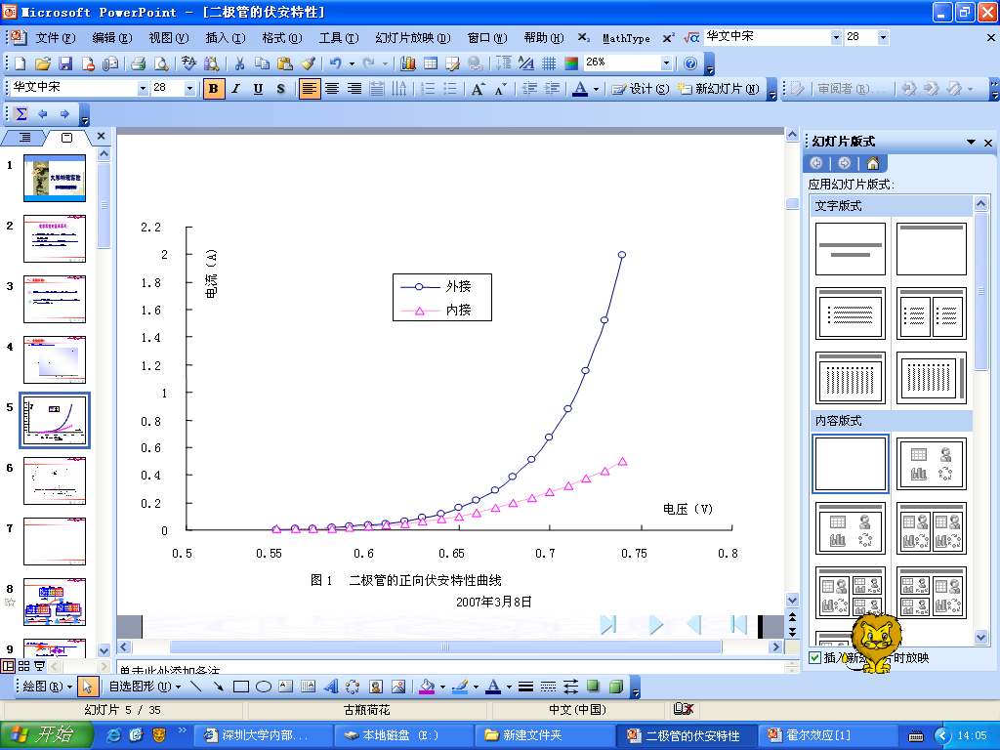 Microsoft PowerPoint - [二极管的伏安特性]
文件(F) 编辑(E) 视图(V) 插入(I) 格式(O) 工具(T) 幻灯片放映(D) 窗口(W) 帮助(H) MathType 华文中宋 28
26%
华文中宋 28 B I U S 设计(S) 新幻灯片(N) 审阅者(R)...
幻灯片版式
应用幻灯片版式:
文字版式
内容版式
插入新幻灯片时放映
1
2
3
4
5
6
7
8
9
大学物理实验
2.2
2
1.8
1.6
1.4
1.2
1
0.8
0.6
0.4
0.2
0
电流(A)
外接
内接
电压(V)
0.5 0.55 0.6 0.65 0.7 0.75 0.8
图1 二极管的正向伏安特性曲线
2007年3月8日
单击此处添加备注
绘图(R) 自选图形(U)
幻灯片 5 / 35 古瓶荷花 中文(中国)
开始 深圳大学内部... 本地磁盘 (E:) 新建文件夹 二极管的伏安特性 霍尔效应[1] 14:05